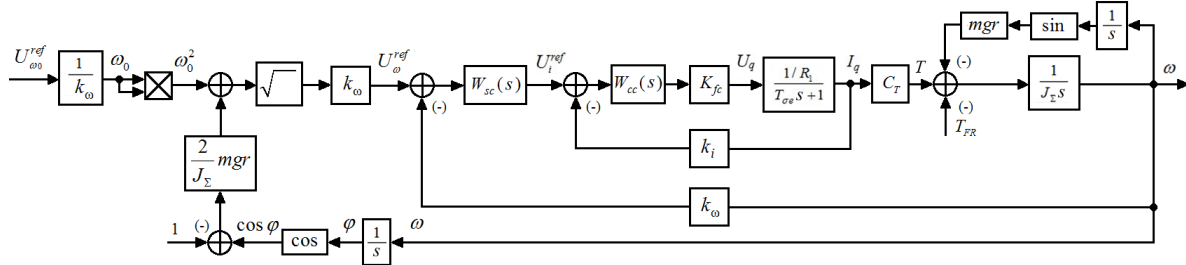 U_{ω0}^{ref}
1/k_ω
ω_0
ω_0^2
√
k_ω
U_ω^{ref}
(-)
W_{sc}(s)
U_i^{ref}
(-)
W_{cc}(s)
K_{fc}
U_q
1/R_1
T_{σe}s+1
I_q
C_T
T
(-)
(-)
T_{FR}
mgr
sin
1/s
1/J_Σ s
ω
k_i
k_ω
2/J_Σ mgr
1
(-)
cos φ
cos
φ
1/s
ω